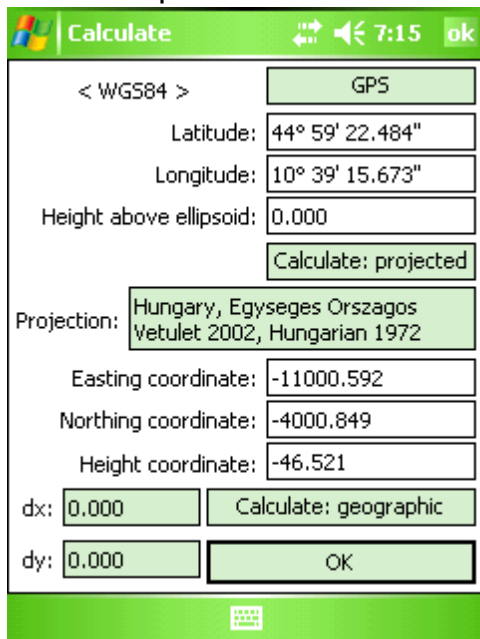 Calculate 7:15 ok
< WGS84 > GPS
Latitude: 44° 59' 22.484"
Longitude: 10° 39' 15.673"
Height above ellipsoid: 0.000
Calculate: projected
Projection: Hungary, Egyseges Orszagos
Vetulet 2002, Hungarian 1972
Easting coordinate: -11000.592
Northing coordinate: -4000.849
Height coordinate: -46.521
dx: 0.000 Calculate: geographic
dy: 0.000 OK